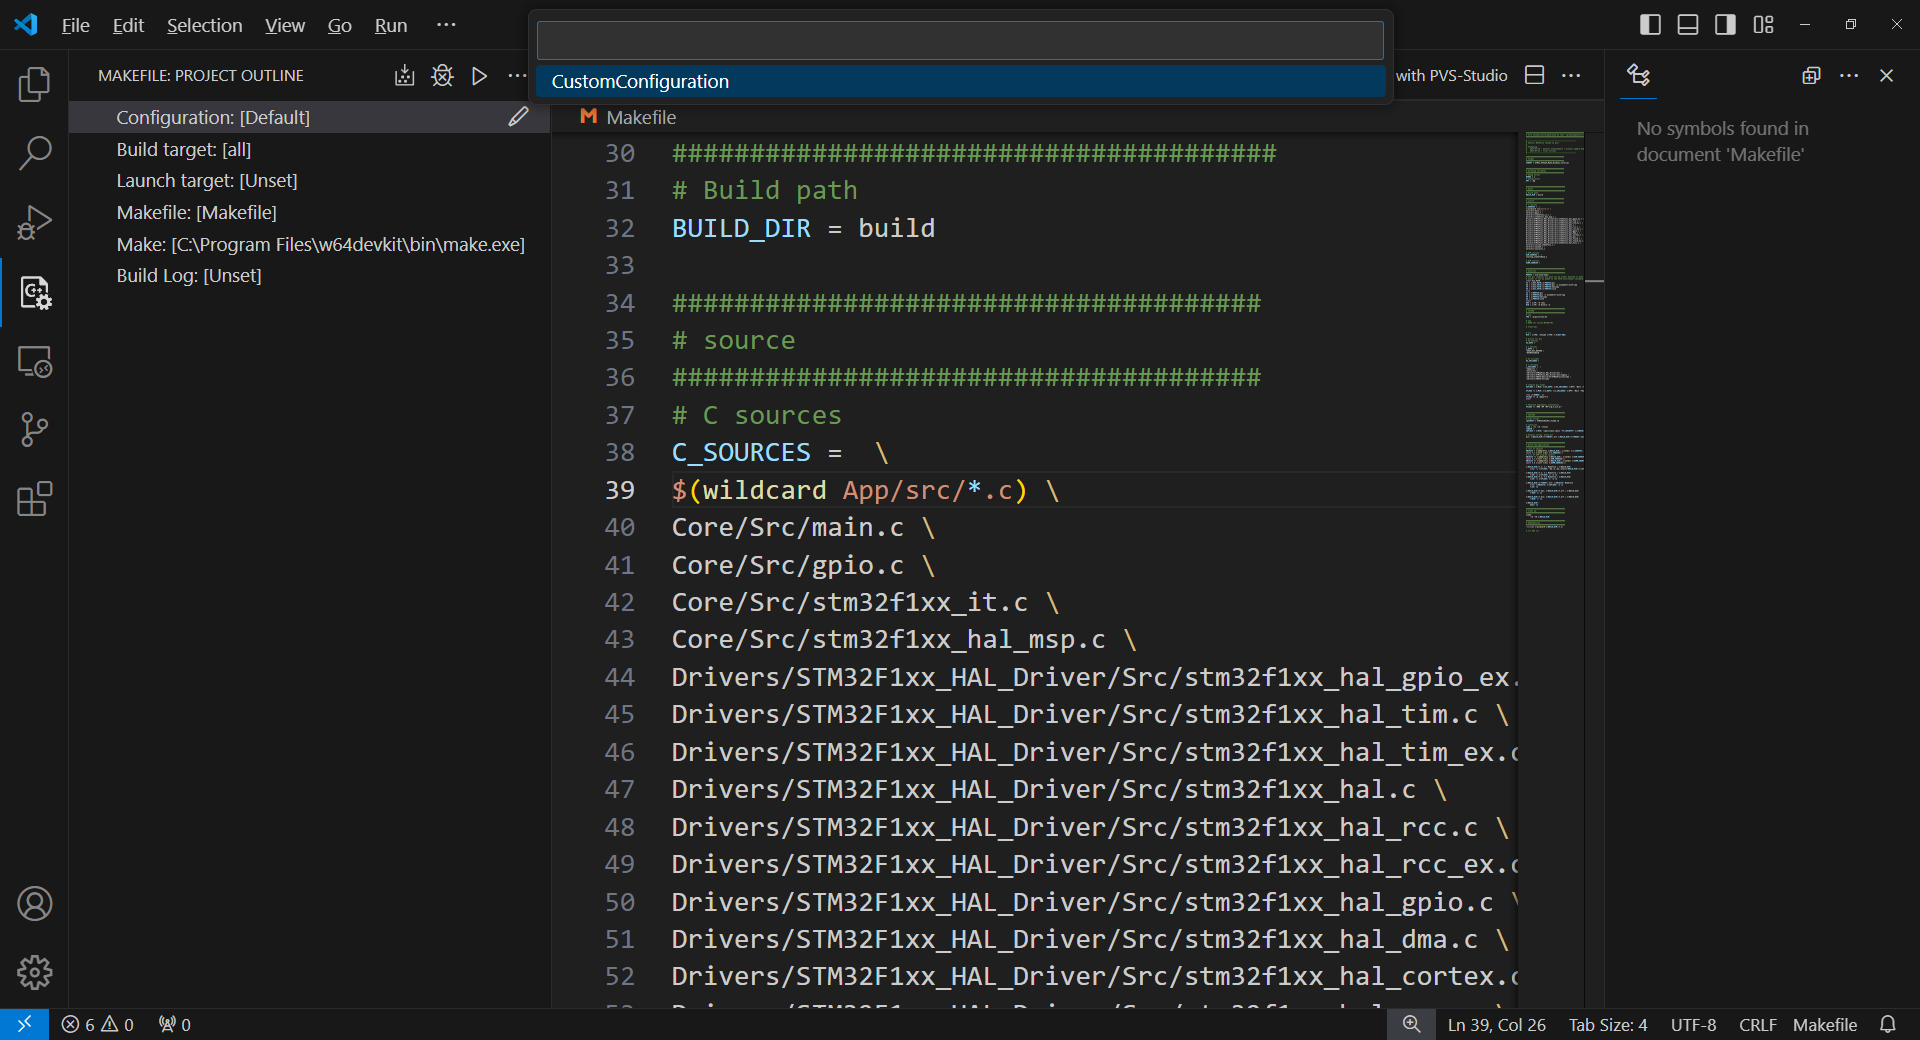 File Edit Selection View Go Run ···
CustomConfiguration
MAKEFILE: PROJECT OUTLINE
with PVS-Studio
Configuration: [Default]
Build target: [all]
Launch target: [Unset]
Makefile: [Makefile]
Make: [C:\Program Files\w64devkit\bin\make.exe]
Build Log: [Unset]
M Makefile
30 #######################################
31 # Build path
32 BUILD_DIR = build
33
34 ######################################
35 # source
36 ######################################
37 # C sources
38 C_SOURCES =  \
39 $(wildcard App/src/*.c) \
40 Core/Src/main.c \
41 Core/Src/gpio.c \
42 Core/Src/stm32f1xx_it.c \
43 Core/Src/stm32f1xx_hal_msp.c \
44 Drivers/STM32F1xx_HAL_Driver/Src/stm32f1xx_hal_gpio_ex.
45 Drivers/STM32F1xx_HAL_Driver/Src/stm32f1xx_hal_tim.c \
46 Drivers/STM32F1xx_HAL_Driver/Src/stm32f1xx_hal_tim_ex.c
47 Drivers/STM32F1xx_HAL_Driver/Src/stm32f1xx_hal.c \
48 Drivers/STM32F1xx_HAL_Driver/Src/stm32f1xx_hal_rcc.c \
49 Drivers/STM32F1xx_HAL_Driver/Src/stm32f1xx_hal_rcc_ex.c
50 Drivers/STM32F1xx_HAL_Driver/Src/stm32f1xx_hal_gpio.c \
51 Drivers/STM32F1xx_HAL_Driver/Src/stm32f1xx_hal_dma.c \
52 Drivers/STM32F1xx_HAL_Driver/Src/stm32f1xx_hal_cortex.c
No symbols found in
document 'Makefile'
6 0 0
Ln 39, Col 26 Tab Size: 4 UTF-8 CRLF Makefile